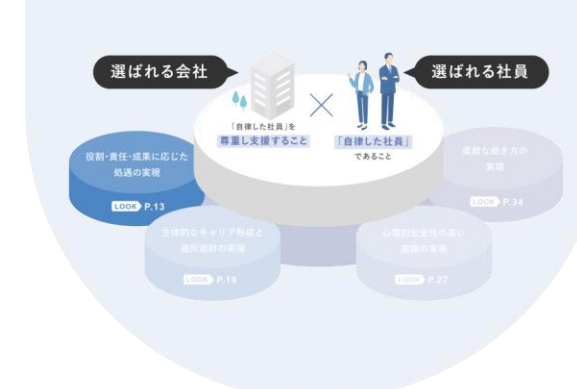 選ばれる会社
選ばれる社員
「自律した社員」を
尊重し支援すること
「自律した社員」
であること
役割・責任・成果に応じた
処遇の実現
LOOK P.13
柔軟な働き方の
実現
LOOK P.34
主体的なキャリア形成と
適所適財の実現
LOOK P.19
心理的安全性の高い
組織の実現
LOOK P.27